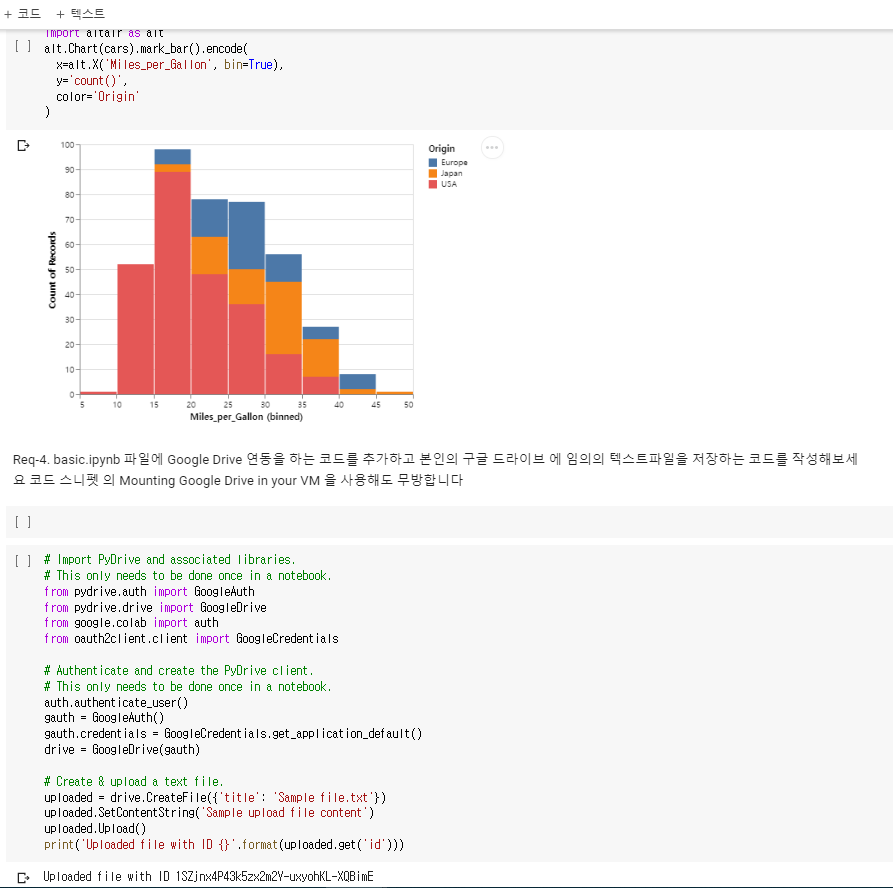 + 코드 + 텍스트
import altair as alt
[ ] alt.Chart(cars).mark_bar().encode(
x=alt.X('Miles_per_Gallon', bin=True),
y='count()',
color='Origin'
)
Origin
Europe
Japan
USA
100
90
80
70
60
50
40
30
20
10
0
Count of Records
5 10 15 20 25 30 35 40 45 50
Miles_per_Gallon (binned)
Req-4. basic.ipynb 파일에 Google Drive 연동을 하는 코드를 추가하고 본인의 구글 드라이브 에 임의의 텍스트파일을 저장하는 코드를 작성해보세
요 코드 스니펫 의 Mounting Google Drive in your VM 을 사용해도 무방합니다
[ ]
[ ] # Import PyDrive and associated libraries.
# This only needs to be done once in a notebook.
from pydrive.auth import GoogleAuth
from pydrive.drive import GoogleDrive
from google.colab import auth
from oauth2client.client import GoogleCredentials
# Authenticate and create the PyDrive client.
# This only needs to be done once in a notebook.
auth.authenticate_user()
gauth = GoogleAuth()
gauth.credentials = GoogleCredentials.get_application_default()
drive = GoogleDrive(gauth)
# Create & upload a text file.
uploaded = drive.CreateFile({'title': 'Sample file.txt'})
uploaded.SetContentString('Sample upload file content')
uploaded.Upload()
print('Uploaded file with ID {}'.format(uploaded.get('id')))
Uploaded file with ID 1SZjnx4P43k5zx2m2Y-uxyohKL-XQBimE